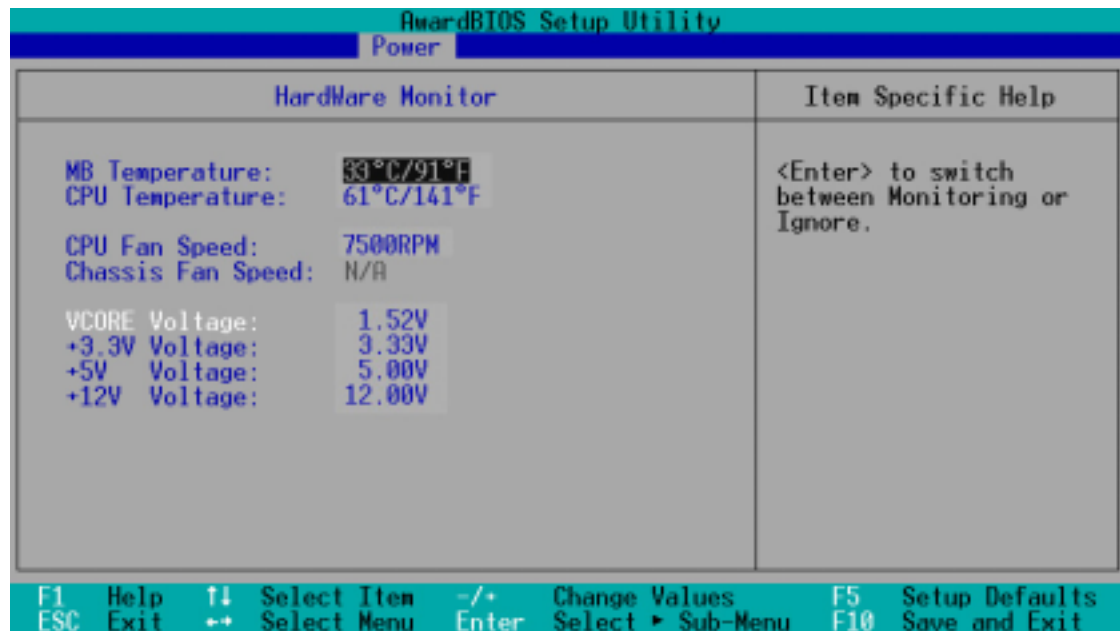 AwardBIOS Setup Utility
Power
HardWare Monitor
Item Specific Help
MB Temperature: 33°C/91°F
CPU Temperature: 61°C/141°F
CPU Fan Speed: 7500RPM
Chassis Fan Speed: N/A
VCORE Voltage: 1.52V
+3.3V Voltage: 3.33V
+5V Voltage: 5.00V
+12V Voltage: 12.00V
<Enter> to switch
between Monitoring or
Ignore.
F1 Help ↑↓ Select Item -/+ Change Values F5 Setup Defaults
ESC Exit ←→ Select Menu Enter Select ► Sub-Menu F10 Save and Exit